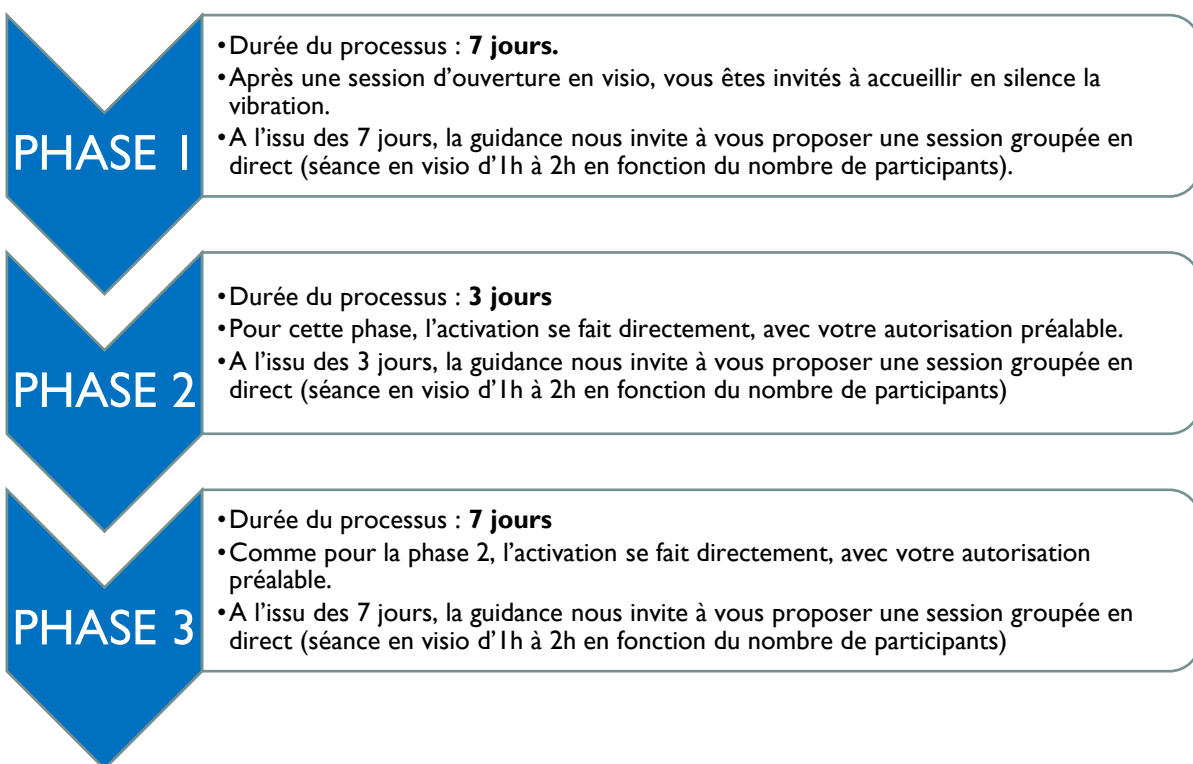 PHASE 1
•Durée du processus : 7 jours.
•Après une session d’ouverture en visio, vous êtes invités à accueillir en silence la
vibration.
•A l’issu des 7 jours, la guidance nous invite à vous proposer une session groupée en
direct (séance en visio d’1h à 2h en fonction du nombre de participants).
PHASE 2
•Durée du processus : 3 jours
•Pour cette phase, l’activation se fait directement, avec votre autorisation préalable.
•A l’issu des 3 jours, la guidance nous invite à vous proposer une session groupée en
direct (séance en visio d’1h à 2h en fonction du nombre de participants)
PHASE 3
•Durée du processus : 7 jours
•Comme pour la phase 2, l’activation se fait directement, avec votre autorisation
préalable.
•A l’issu des 7 jours, la guidance nous invite à vous proposer une session groupée en
direct (séance en visio d’1h à 2h en fonction du nombre de participants)